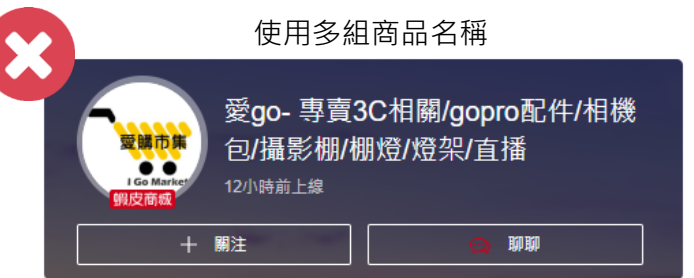 使用多組商品名稱
愛go- 專賣3C相關/gopro配件/相機
包/攝影棚/棚燈/燈架/直播
12小時前上線
愛購市集
I Go Market
蝦皮商城
關注
聊聊